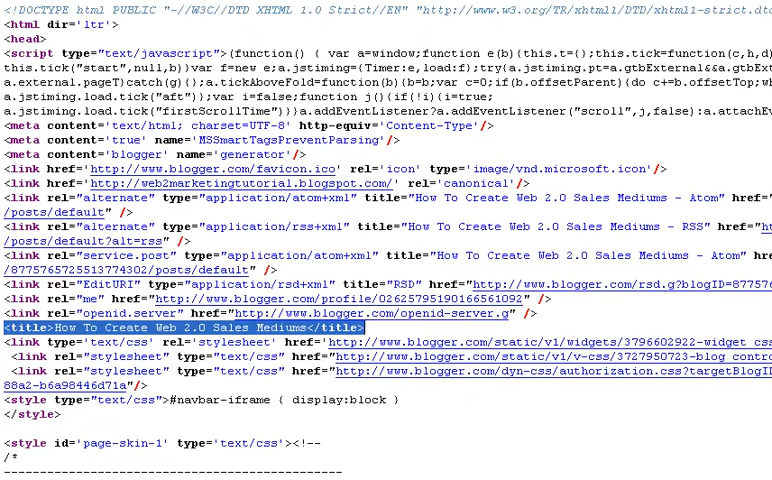 <!DOCTYPE html PUBLIC "-//W3C//DTD XHTML 1.0 Strict//EN" "http://www.w3.org/TR/xhtml1/DTD/xhtml1-strict.dtd
<html dir='ltr'>
<head>
<script type="text/javascript">(function() { var a=window;function e(b){this.t={};this.tick=function(c,h,d)
this.tick("start",null,b)}var f=new e;a.jstiming={Timer:e,load:f};try{a.jstiming.pt=a.gtbExternal&&a.gtbExt
a.external.pageT}catch(g){};a.tickAboveFold=function(b){b=b;var c=0;if(b.offsetParent){do c+=b.offsetTop;wh
a.jstiming.load.tick("aft")};var i=false;function j(){if(!i){i=true;
a.jstiming.load.tick("firstScrollTime")}}a.addEventListener?a.addEventListener("scroll",j,false):a.attachEv
<meta content='text/html; charset=UTF-8' http-equiv='Content-Type'/>
<meta content='true' name='MSSmartTagsPreventParsing'/>
<meta content='blogger' name='generator'/>
<link href='http://www.blogger.com/favicon.ico' rel='icon' type='image/vnd.microsoft.icon'/>
<link href='http://web2marketingtutorial.blogspot.com/' rel='canonical'/>
<link rel="alternate" type="application/atom+xml" title="How To Create Web 2.0 Sales Mediums - Atom" href="
/posts/default" />
<link rel="alternate" type="application/rss+xml" title="How To Create Web 2.0 Sales Mediums - RSS" href="ht
/posts/default?alt=rss" />
<link rel="service.post" type="application/atom+xml" title="How To Create Web 2.0 Sales Mediums - Atom" hre
/8775765725513774302/posts/default" />
<link rel="EditURI" type="application/rsd+xml" title="RSD" href="http://www.blogger.com/rsd.g?blogID=877576
<link rel="me" href="http://www.blogger.com/profile/02625795190166561092" />
<link rel="openid.server" href="http://www.blogger.com/openid-server.g" />
<title>How To Create Web 2.0 Sales Mediums</title>
<link type='text/css' rel='stylesheet' href='http://www.blogger.com/static/v1/widgets/3796602922-widget_css
<link rel="stylesheet" type="text/css" href="http://www.blogger.com/static/v1/v-css/3727950723-blog_contro
<link rel="stylesheet" type="text/css" href="http://www.blogger.com/dyn-css/authorization.css?targetBlogID
88a2-b6a98446d71a"/>
<style type="text/css">#navbar-iframe { display:block }
</style>
<style id='page-skin-1' type='text/css'><!--
/*
-----------------------------------------------